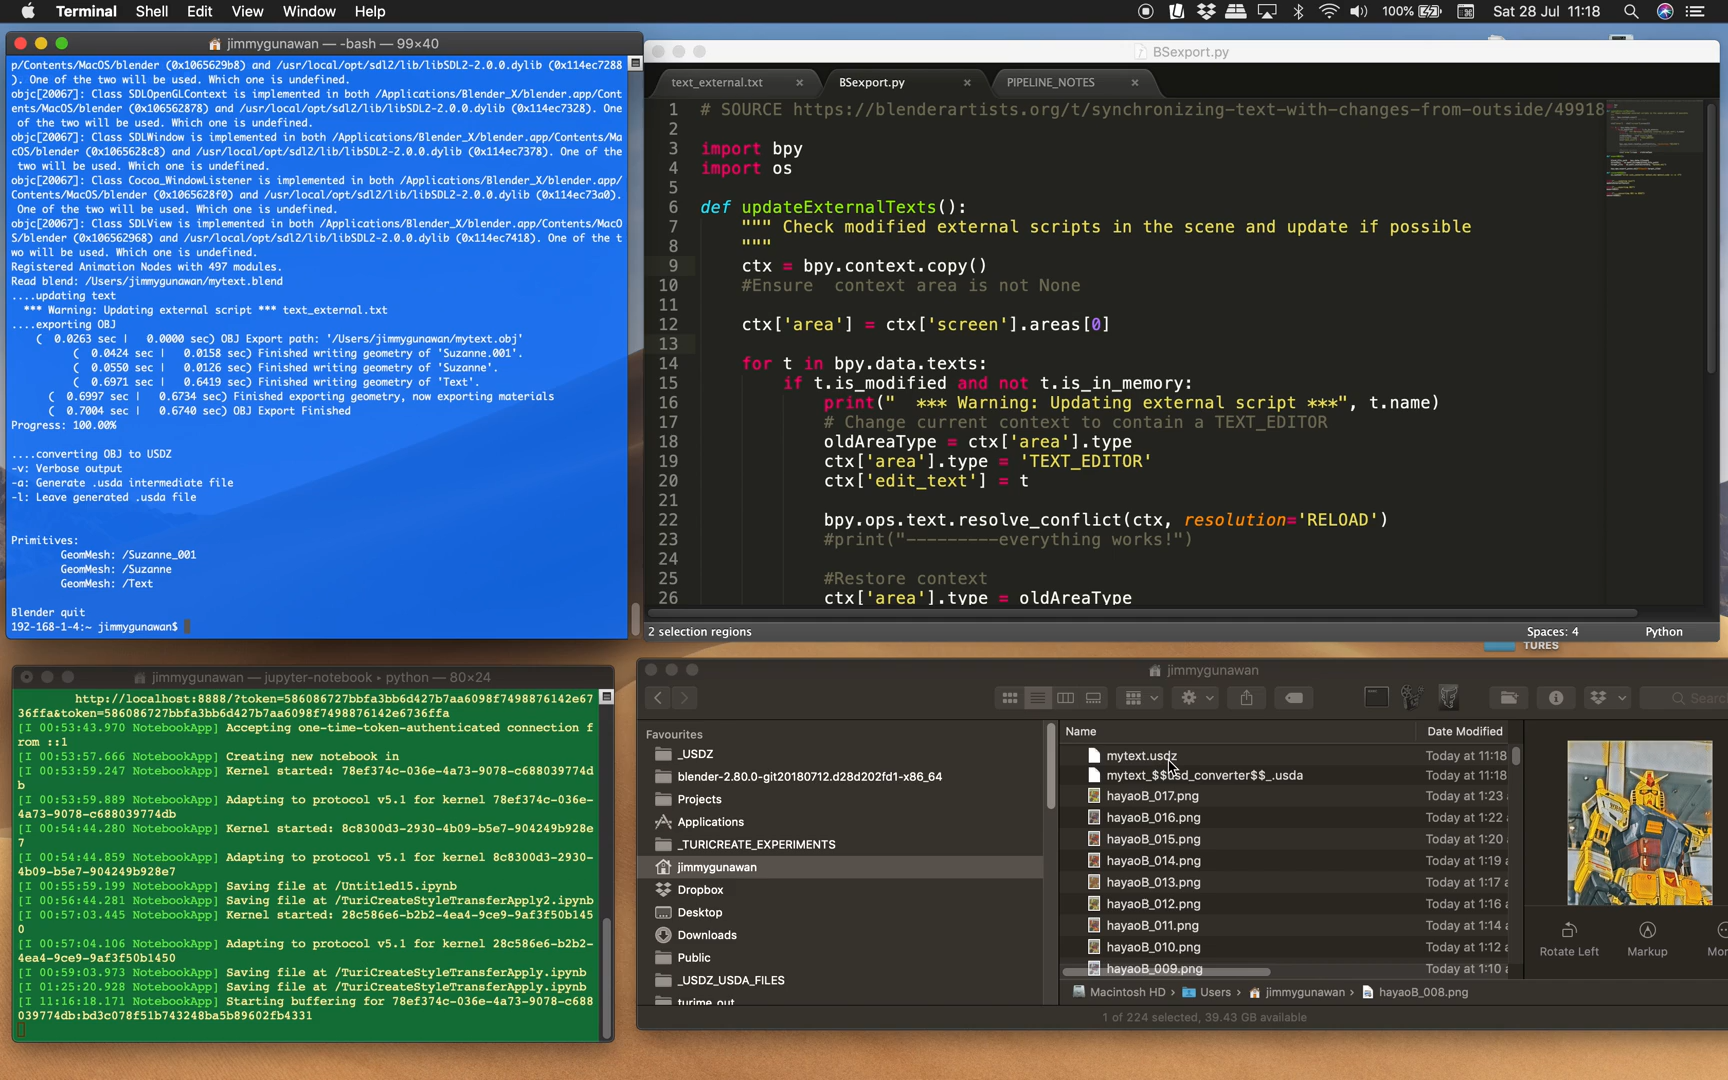 Terminal Shell Edit View Window Help
100% Sat 28 Jul 11:18
jimmygunawan — -bash — 99×40
p/Contents/MacOS/blender (0x1065629b8) and /usr/local/opt/sdl2/lib/libSDL2-2.0.0.dylib (0x114ec7288
). One of the two will be used. Which one is undefined.
objc[20067]: Class SDLOpenGLContext is implemented in both /Applications/Blender_X/blender.app/Cont
ents/MacOS/blender (0x106562878) and /usr/local/opt/sdl2/lib/libSDL2-2.0.0.dylib (0x114ec7328). One
of the two will be used. Which one is undefined.
objc[20067]: Class SDLWindow is implemented in both /Applications/Blender_X/blender.app/Contents/Ma
cOS/blender (0x1065628c8) and /usr/local/opt/sdl2/lib/libSDL2-2.0.0.dylib (0x114ec7378). One of the
two will be used. Which one is undefined.
objc[20067]: Class Cocoa_WindowListener is implemented in both /Applications/Blender_X/blender.app/
Contents/MacOS/blender (0x1065628f0) and /usr/local/opt/sdl2/lib/libSDL2-2.0.0.dylib (0x114ec73a0).
One of the two will be used. Which one is undefined.
objc[20067]: Class SDLView is implemented in both /Applications/Blender_X/blender.app/Contents/MacO
S/blender (0x106562968) and /usr/local/opt/sdl2/lib/libSDL2-2.0.0.dylib (0x114ec7418). One of the t
wo will be used. Which one is undefined.
Registered Animation Nodes with 497 modules.
Read blend: /Users/jimmygunawan/mytext.blend
....updating text
*** Warning: Updating external script *** text_external.txt
....exporting OBJ
( 0.0263 sec | 0.0000 sec) OBJ Export path: '/Users/jimmygunawan/mytext.obj'
( 0.0424 sec | 0.0158 sec) Finished writing geometry of 'Suzanne.001'.
( 0.0550 sec | 0.0126 sec) Finished writing geometry of 'Suzanne'.
( 0.6971 sec | 0.6419 sec) Finished writing geometry of 'Text'.
( 0.6997 sec | 0.6734 sec) Finished exporting geometry, now exporting materials
( 0.7004 sec | 0.6740 sec) OBJ Export Finished
Progress: 100.00%
....converting OBJ to USDZ
-v: Verbose output
-a: Generate .usda intermediate file
-l: Leave generated .usda file
Primitives:
GeomMesh: /Suzanne_001
GeomMesh: /Suzanne
GeomMesh: /Text
Blender quit
192-168-1-4:~ jimmygunawan$
BSexport.py
text_external.txt × BSexport.py × PIPELINE_NOTES ×
1 # SOURCE https://blenderartists.org/t/synchronizing-text-with-changes-from-outside/49918
2
3 import bpy
4 import os
5
6 def updateExternalTexts():
7 """ Check modified external scripts in the scene and update if possible
8 """
9 ctx = bpy.context.copy()
10 #Ensure context area is not None
11
12 ctx['area'] = ctx['screen'].areas[0]
13
14 for t in bpy.data.texts:
15 if t.is_modified and not t.is_in_memory:
16 print(" *** Warning: Updating external script ***", t.name)
17 # Change current context to contain a TEXT_EDITOR
18 oldAreaType = ctx['area'].type
19 ctx['area'].type = 'TEXT_EDITOR'
20 ctx['edit_text'] = t
21
22 bpy.ops.text.resolve_conflict(ctx, resolution='RELOAD')
23 #print("---------everything works!")
24
25 #Restore context
26 ctx['area'].type = oldAreaType
2 selection regions Spaces: 4 Python
TURES
jimmygunawan — jupyter-notebook • python — 80×24
http://localhost:8888/?token=586086727bbfa3bb6d427b7aa6098f7498876142e67
36ffa&token=586086727bbfa3bb6d427b7aa6098f7498876142e6736ffa
[I 00:53:43.970 NotebookApp] Accepting one-time-token-authenticated connection f
rom ::1
[I 00:53:57.666 NotebookApp] Creating new notebook in
[I 00:53:59.247 NotebookApp] Kernel started: 78ef374c-036e-4a73-9078-c688039774d
b
[I 00:53:59.889 NotebookApp] Adapting to protocol v5.1 for kernel 78ef374c-036e-
4a73-9078-c688039774db
[I 00:54:44.280 NotebookApp] Kernel started: 8c8300d3-2930-4b09-b5e7-904249b928e
7
[I 00:54:44.859 NotebookApp] Adapting to protocol v5.1 for kernel 8c8300d3-2930-
4b09-b5e7-904249b928e7
[I 00:55:59.199 NotebookApp] Saving file at /Untitled15.ipynb
[I 00:56:44.281 NotebookApp] Saving file at /TuriCreateStyleTransferApply2.ipynb
[I 00:57:03.445 NotebookApp] Kernel started: 28c586e6-b2b2-4ea4-9ce9-9af3f50b145
0
[I 00:57:04.106 NotebookApp] Adapting to protocol v5.1 for kernel 28c586e6-b2b2-
4ea4-9ce9-9af3f50b1450
[I 00:59:03.973 NotebookApp] Saving file at /TuriCreateStyleTransferApply.ipynb
[I 01:25:20.928 NotebookApp] Saving file at /TuriCreateStyleTransferApply.ipynb
[I 11:16:18.171 NotebookApp] Starting buffering for 78ef374c-036e-4a73-9078-c688
039774db:bd3c078f51b743248ba5b89602fb4331
jimmygunawan
Search
Favourites
_USDZ
blender-2.80.0-git20180712.d28d202fd1-x86_64
Projects
Applications
_TURICREATE_EXPERIMENTS
jimmygunawan
Dropbox
Desktop
Downloads
Public
_USDZ_USDA_FILES
turime_out
Name Date Modified
mytext.usdz Today at 11:18
mytext_$$usd_converter$$_.usda Today at 11:18
hayaoB_017.png Today at 1:23
hayaoB_016.png Today at 1:22
hayaoB_015.png Today at 1:20
hayaoB_014.png Today at 1:19
hayaoB_013.png Today at 1:17
hayaoB_012.png Today at 1:16
hayaoB_011.png Today at 1:14
hayaoB_010.png Today at 1:12
hayaoB_009.png Today at 1:10
Rotate Left Markup Mor
Macintosh HD › Users › jimmygunawan › hayaoB_008.png
1 of 224 selected, 39.43 GB available